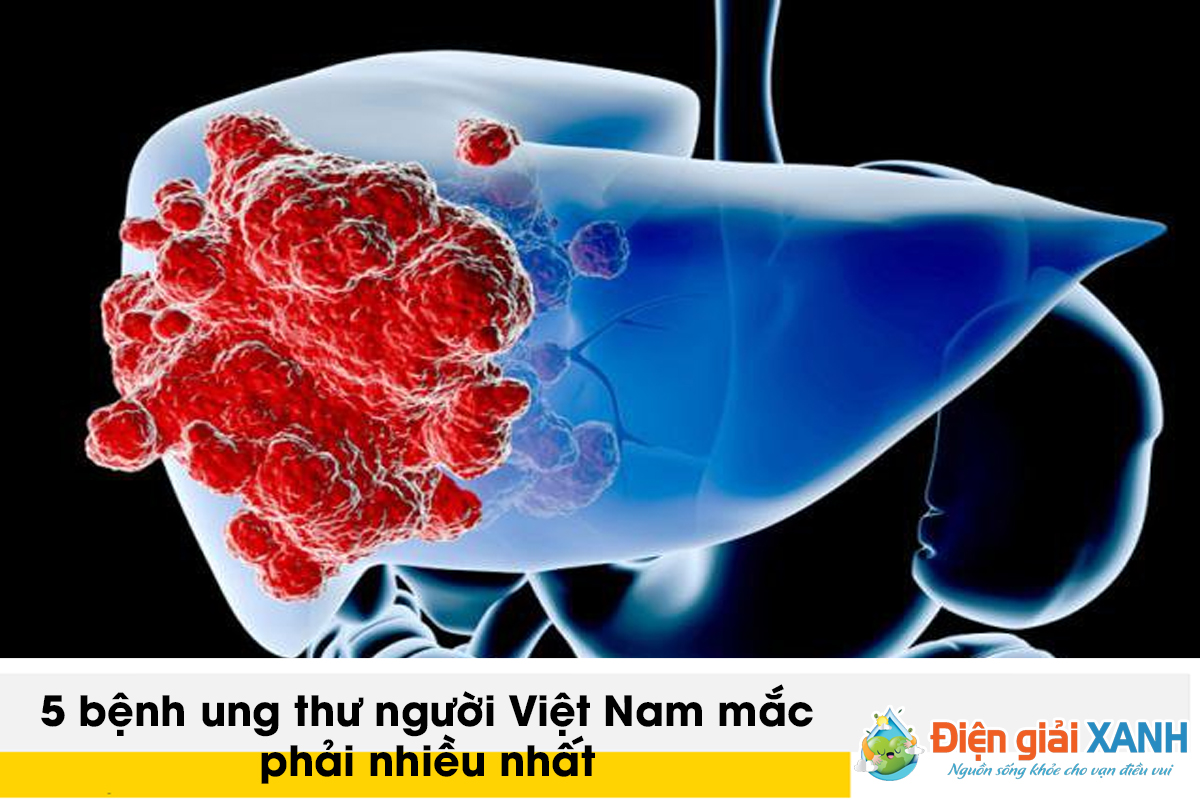 5 bệnh ung thư người Việt Nam mắc
phải nhiều nhất
Điện giải XANH
Nguồn sống khỏe cho vạn điều vui